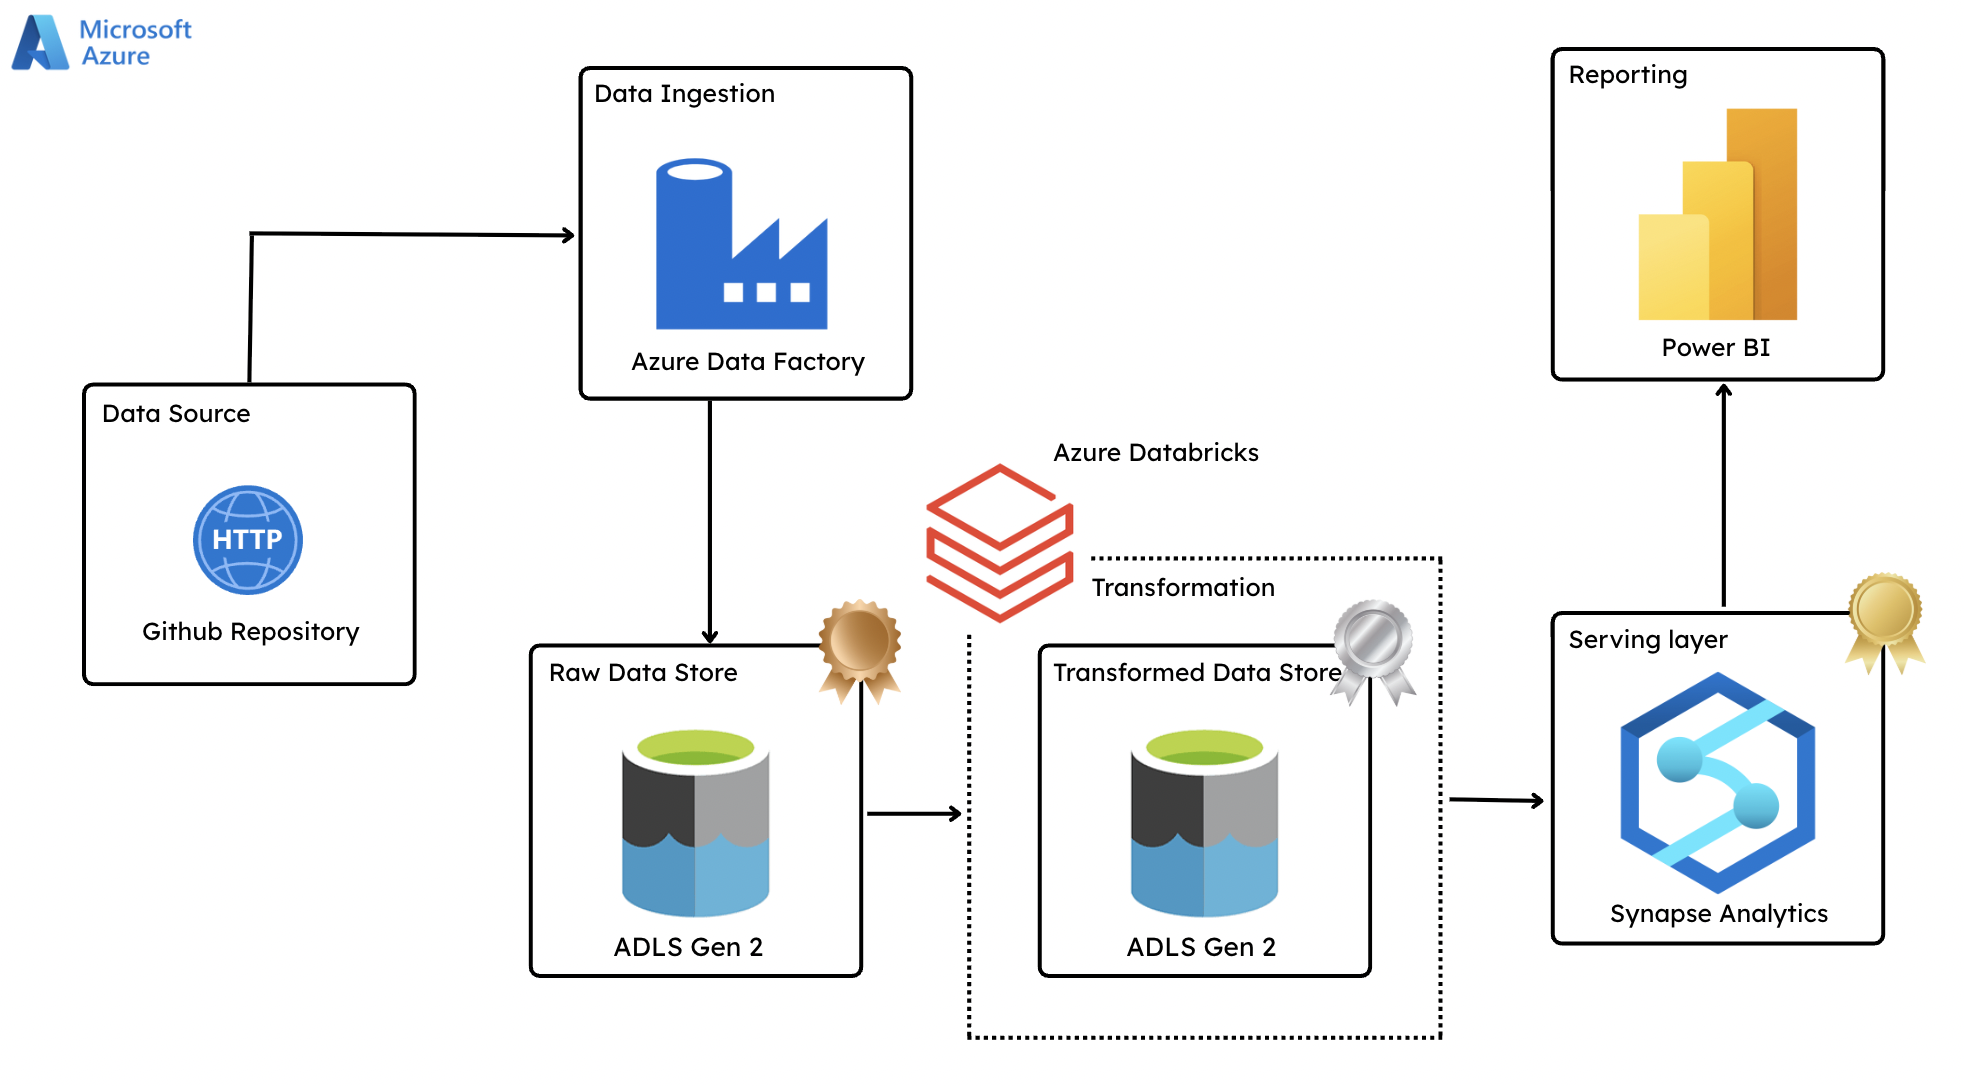 Microsoft
Azure
Data Ingestion
Azure Data Factory
Reporting
Power BI
Data Source
HTTP
Github Repository
Azure Databricks
Transformation
Raw Data Store
ADLS Gen 2
Transformed Data Store
ADLS Gen 2
Serving layer
Synapse Analytics